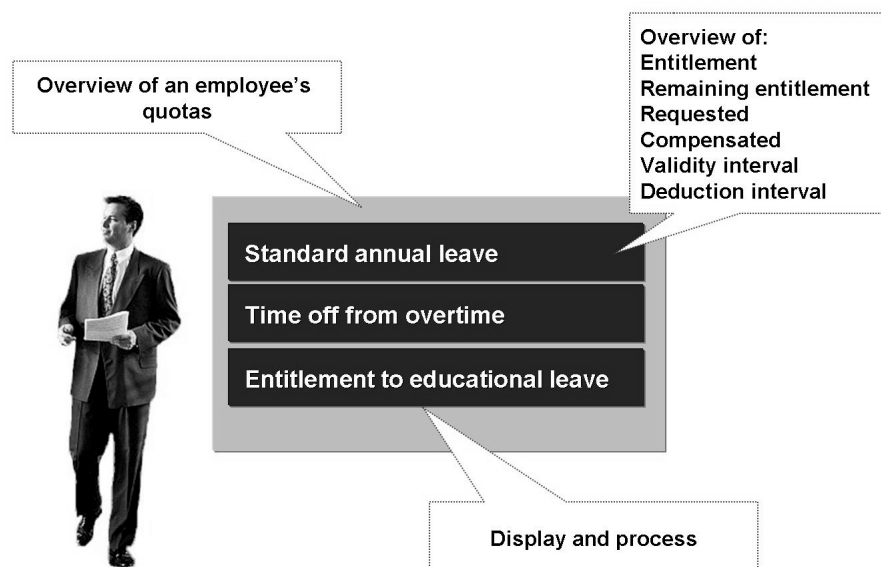 Overview of an employee’s
quotas
Overview of:
Entitlement
Remaining entitlement
Requested
Compensated
Validity interval
Deduction interval
Standard annual leave
Time off from overtime
Entitlement to educational leave
Display and process